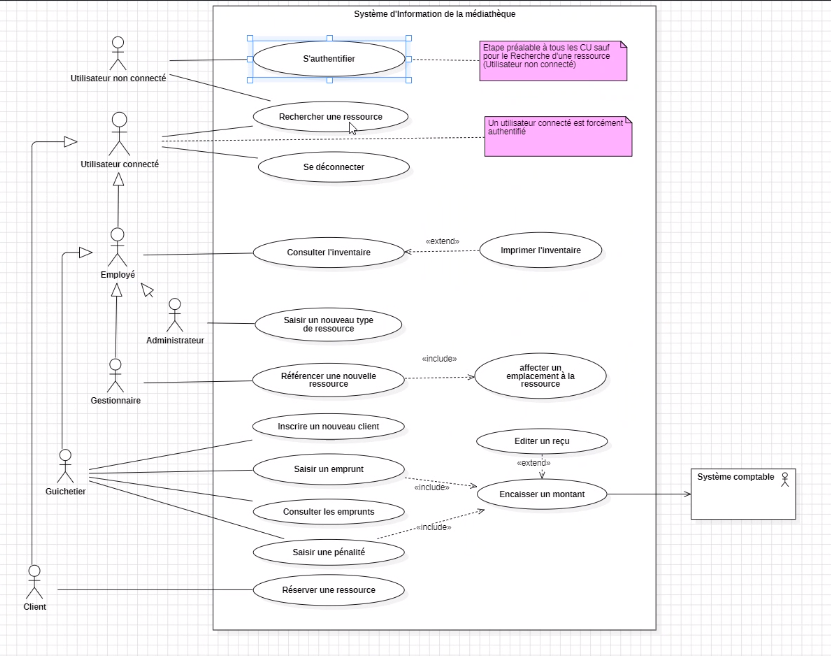 Système d'Information de la médiathèque
S'authentifier
Etape préalable à tous les CU sauf
pour le Recherche d'une ressource
(Utilisateur non connecté)
Utilisateur non connecté
Rechercher une ressource
Un utilisateur connecté est forcément
authentifié
Utilisateur connecté
Se déconnecter
«extend»
Consulter l'inventaire
Imprimer l'inventaire
Employé
Saisir un nouveau type
de ressource
Administrateur
«include»
Référencer une nouvelle
ressource
affecter un
emplacement à la
ressource
Gestionnaire
Inscrire un nouveau client
Editer un reçu
«extend»
Saisir un emprunt
Guichetier
«include»
Encaisser un montant
Système comptable
Consulter les emprunts
«include»
Saisir une pénalité
Réserver une ressource
Client